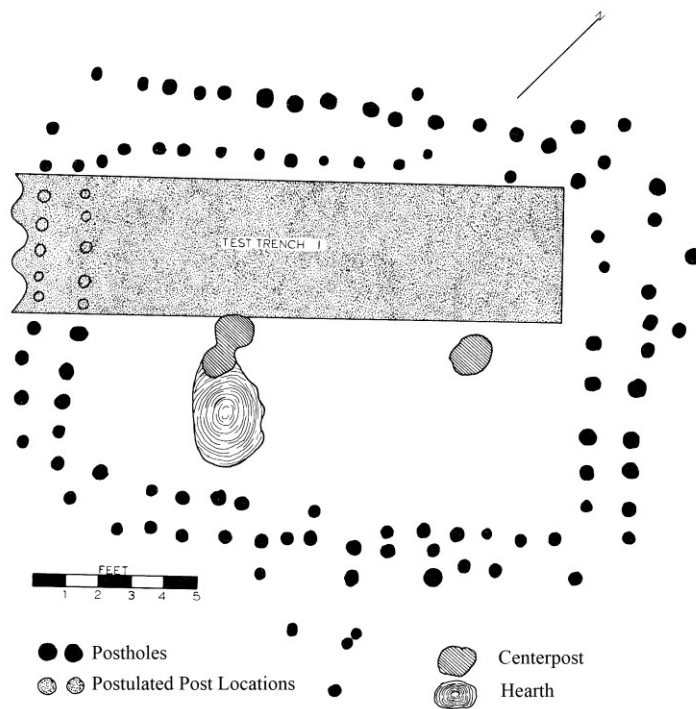 N
TEST TRENCH 1
FEET
1 2 3 4 5
Postholes
Postulated Post Locations
Centerpost
Hearth